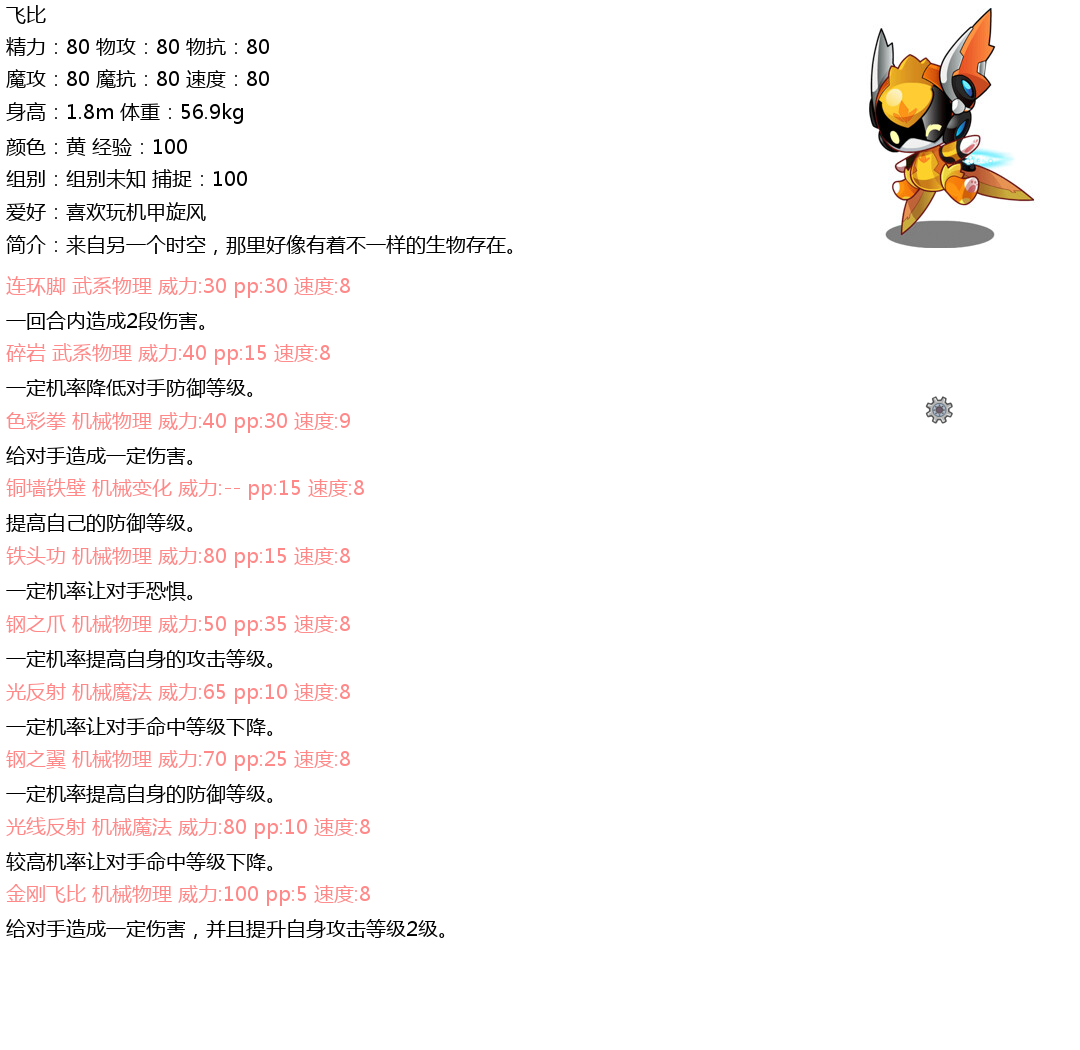 飞比
精力：80 物攻：80 物抗：80
魔攻：80 魔抗：80 速度：80
身高：1.8m 体重：56.9kg
颜色：黄 经验：100
组别：组别未知 捕捉：100
爱好：喜欢玩机甲旋风
简介：来自另一个时空，那里好像有着不一样的生物存在。
连环脚 武系物理 威力:30 pp:30 速度:8
一回合内造成2段伤害。
碎岩 武系物理 威力:40 pp:15 速度:8
一定机率降低对手防御等级。
色彩拳 机械物理 威力:40 pp:30 速度:9
给对手造成一定伤害。
铜墙铁壁 机械变化 威力:-- pp:15 速度:8
提高自己的防御等级。
铁头功 机械物理 威力:80 pp:15 速度:8
一定机率让对手恐惧。
钢之爪 机械物理 威力:50 pp:35 速度:8
一定机率提高自身的攻击等级。
光反射 机械魔法 威力:65 pp:10 速度:8
一定机率让对手命中等级下降。
钢之翼 机械物理 威力:70 pp:25 速度:8
一定机率提高自身的防御等级。
光线反射 机械魔法 威力:80 pp:10 速度:8
较高机率让对手命中等级下降。
金刚飞比 机械物理 威力:100 pp:5 速度:8
给对手造成一定伤害，并且提升自身攻击等级2级。